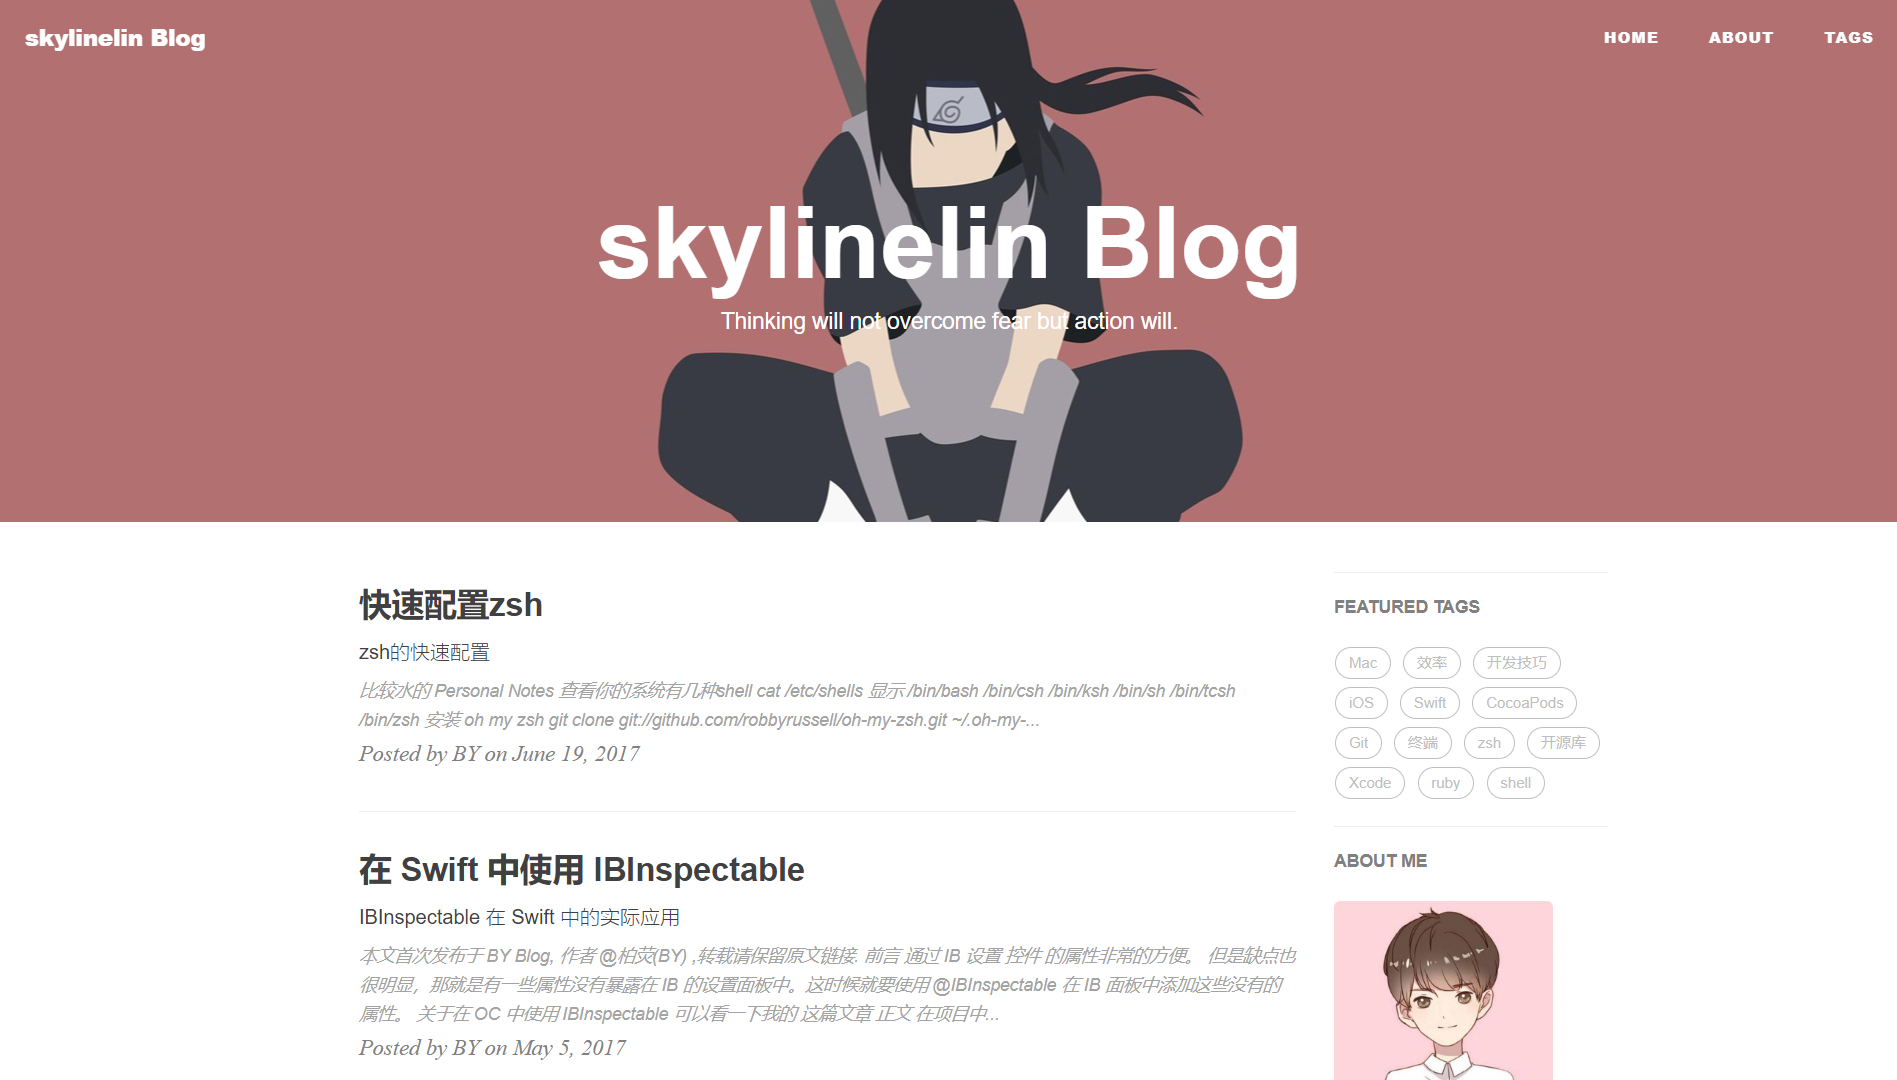 skylinelin Blog
HOME
ABOUT
TAGS
skylinelin Blog
Thinking will not overcome fear but action will.
快速配置zsh
zsh的快速配置
比较水的 Personal Notes 查看你的系统有几种shell cat /etc/shells 显示 /bin/bash /bin/csh /bin/ksh /bin/sh /bin/tcsh
/bin/zsh 安装 oh my zsh git clone git://github.com/robbyrussell/oh-my-zsh.git ~/.oh-my-...
Posted by BY on June 19, 2017
在 Swift 中使用 IBInspectable
IBInspectable 在 Swift 中的实际应用
本文首次发布于 BY Blog, 作者 @柏荧(BY) ,转载请保留原文链接. 前言 通过 IB 设置 控件 的属性非常的方便。 但是缺点也
很明显，那就是有一些属性没有暴露在 IB 的设置面板中。这时候就要使用 @IBInspectable 在 IB 面板中添加这些没有的
属性。 关于在 OC 中使用 IBInspectable 可以看一下我的 这篇文章 正文 在项目中...
Posted by BY on May 5, 2017
FEATURED TAGS
Mac 效率 开发技巧
iOS Swift CocoaPods
Git 终端 zsh 开源库
Xcode ruby shell
ABOUT ME